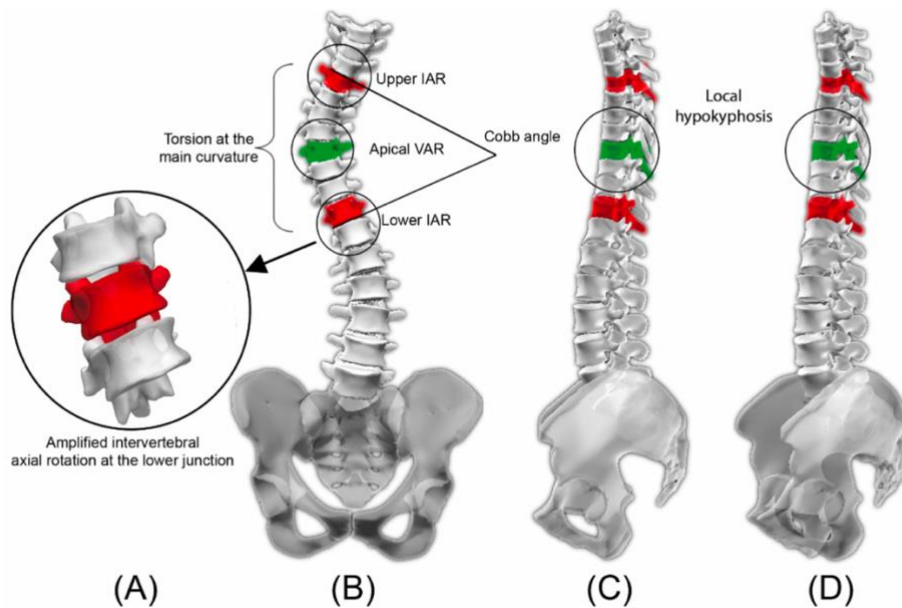 Upper IAR
Torsion at the
main curvature
Apical VAR
Cobb angle
Lower IAR
Local
hypokyphosis
Amplified intervertebral
axial rotation at the lower junction
(A)
(B)
(C)
(D)